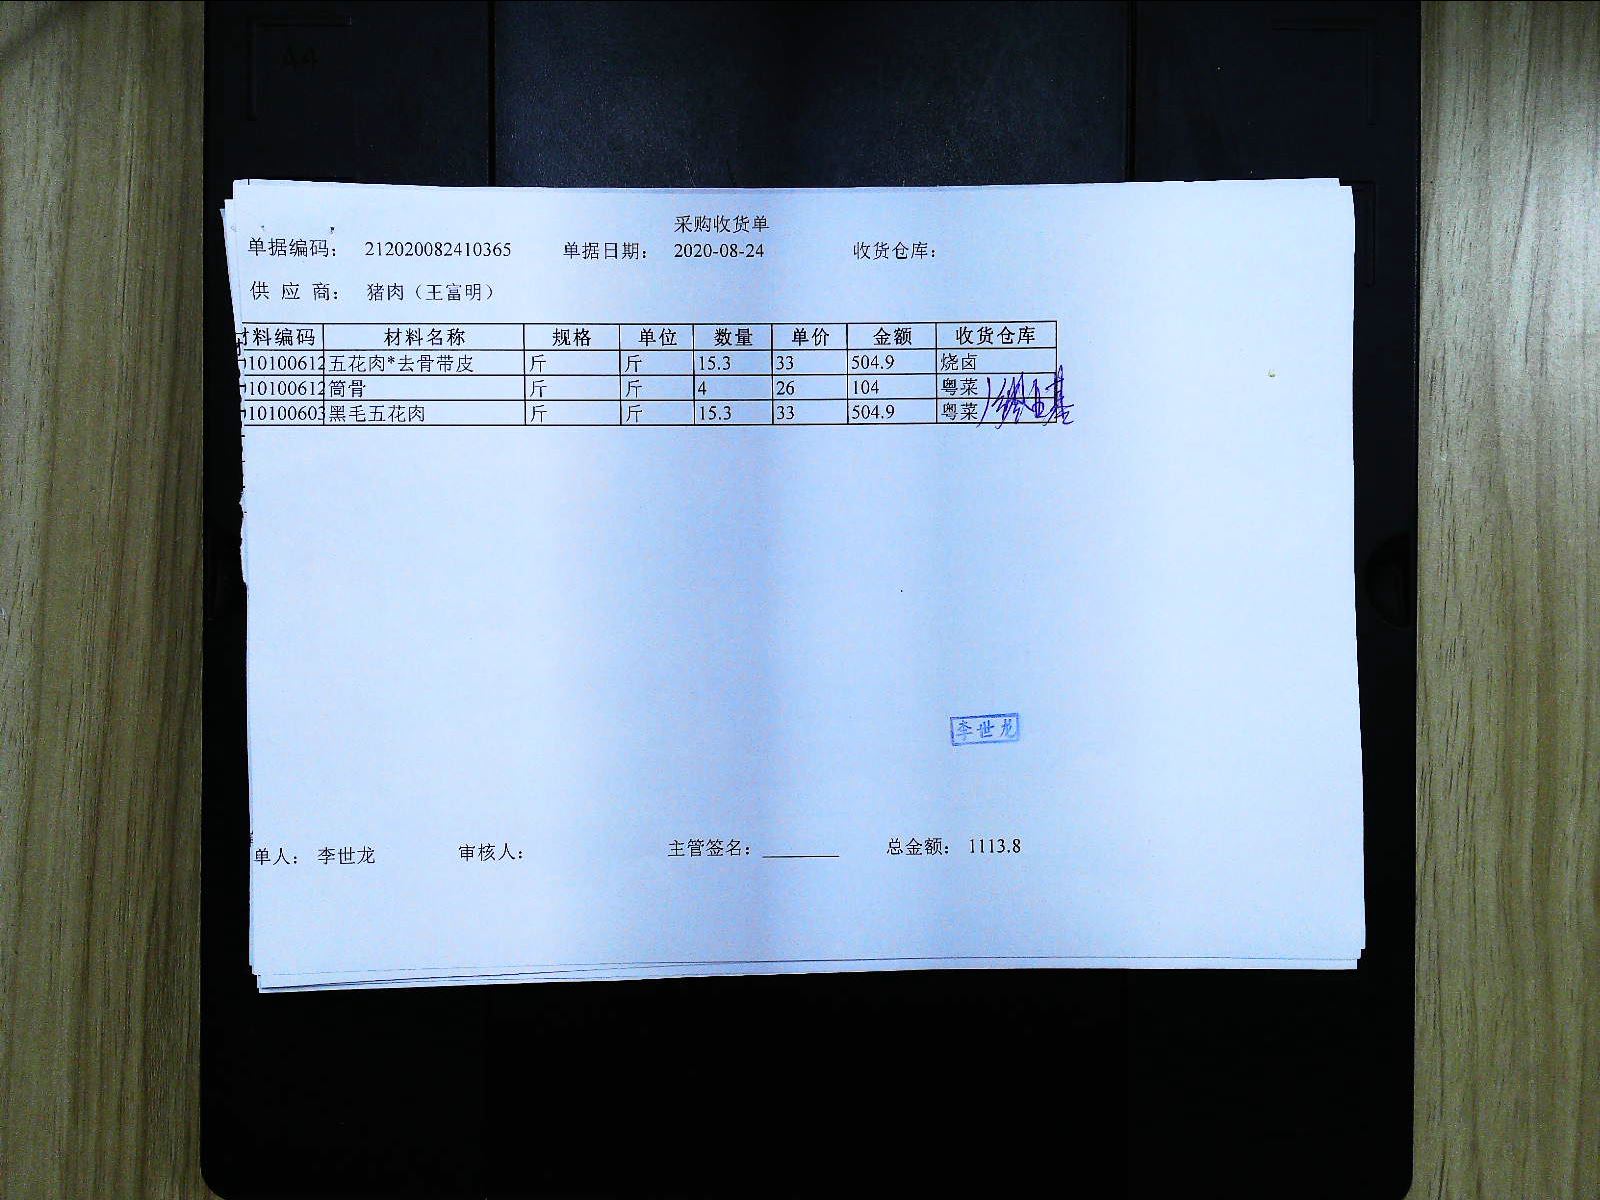 采购收货单
单据编码： 212020082410365 单据日期： 2020-08-24 收货仓库：
供 应 商： 猪肉（王富明）
材料编码 材料名称 规格 单位 数量 单价 金额 收货仓库
10100612 五花肉*去骨带皮 斤 斤 15.3 33 504.9 烧卤
10100612 筒骨 斤 斤 4 26 104 粤菜
10100603 黑毛五花肉 斤 斤 15.3 33 504.9 粤菜
李世龙
单人： 李世龙 审核人： 主管签名： 总金额： 1113.8